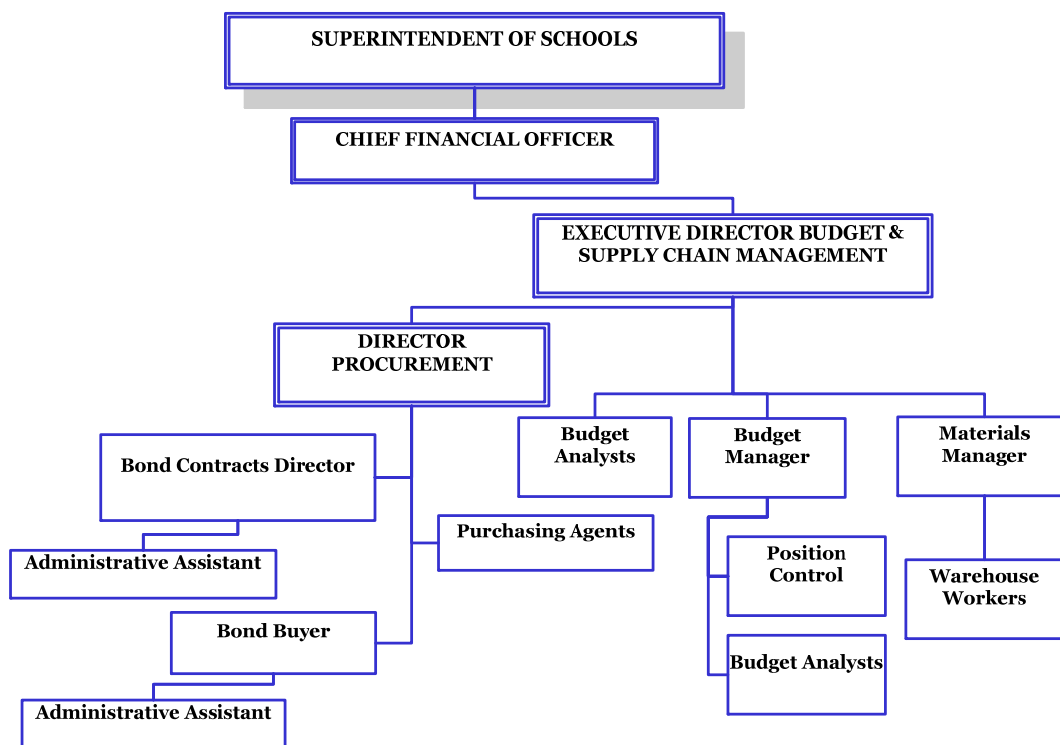 SUPERINTENDENT OF SCHOOLS
CHIEF FINANCIAL OFFICER
EXECUTIVE DIRECTOR BUDGET &
SUPPLY CHAIN MANAGEMENT
DIRECTOR
PROCUREMENT
Budget
Analysts
Budget
Manager
Materials
Manager
Bond Contracts Director
Purchasing Agents
Administrative Assistant
Position
Control
Warehouse
Workers
Bond Buyer
Budget Analysts
Administrative Assistant